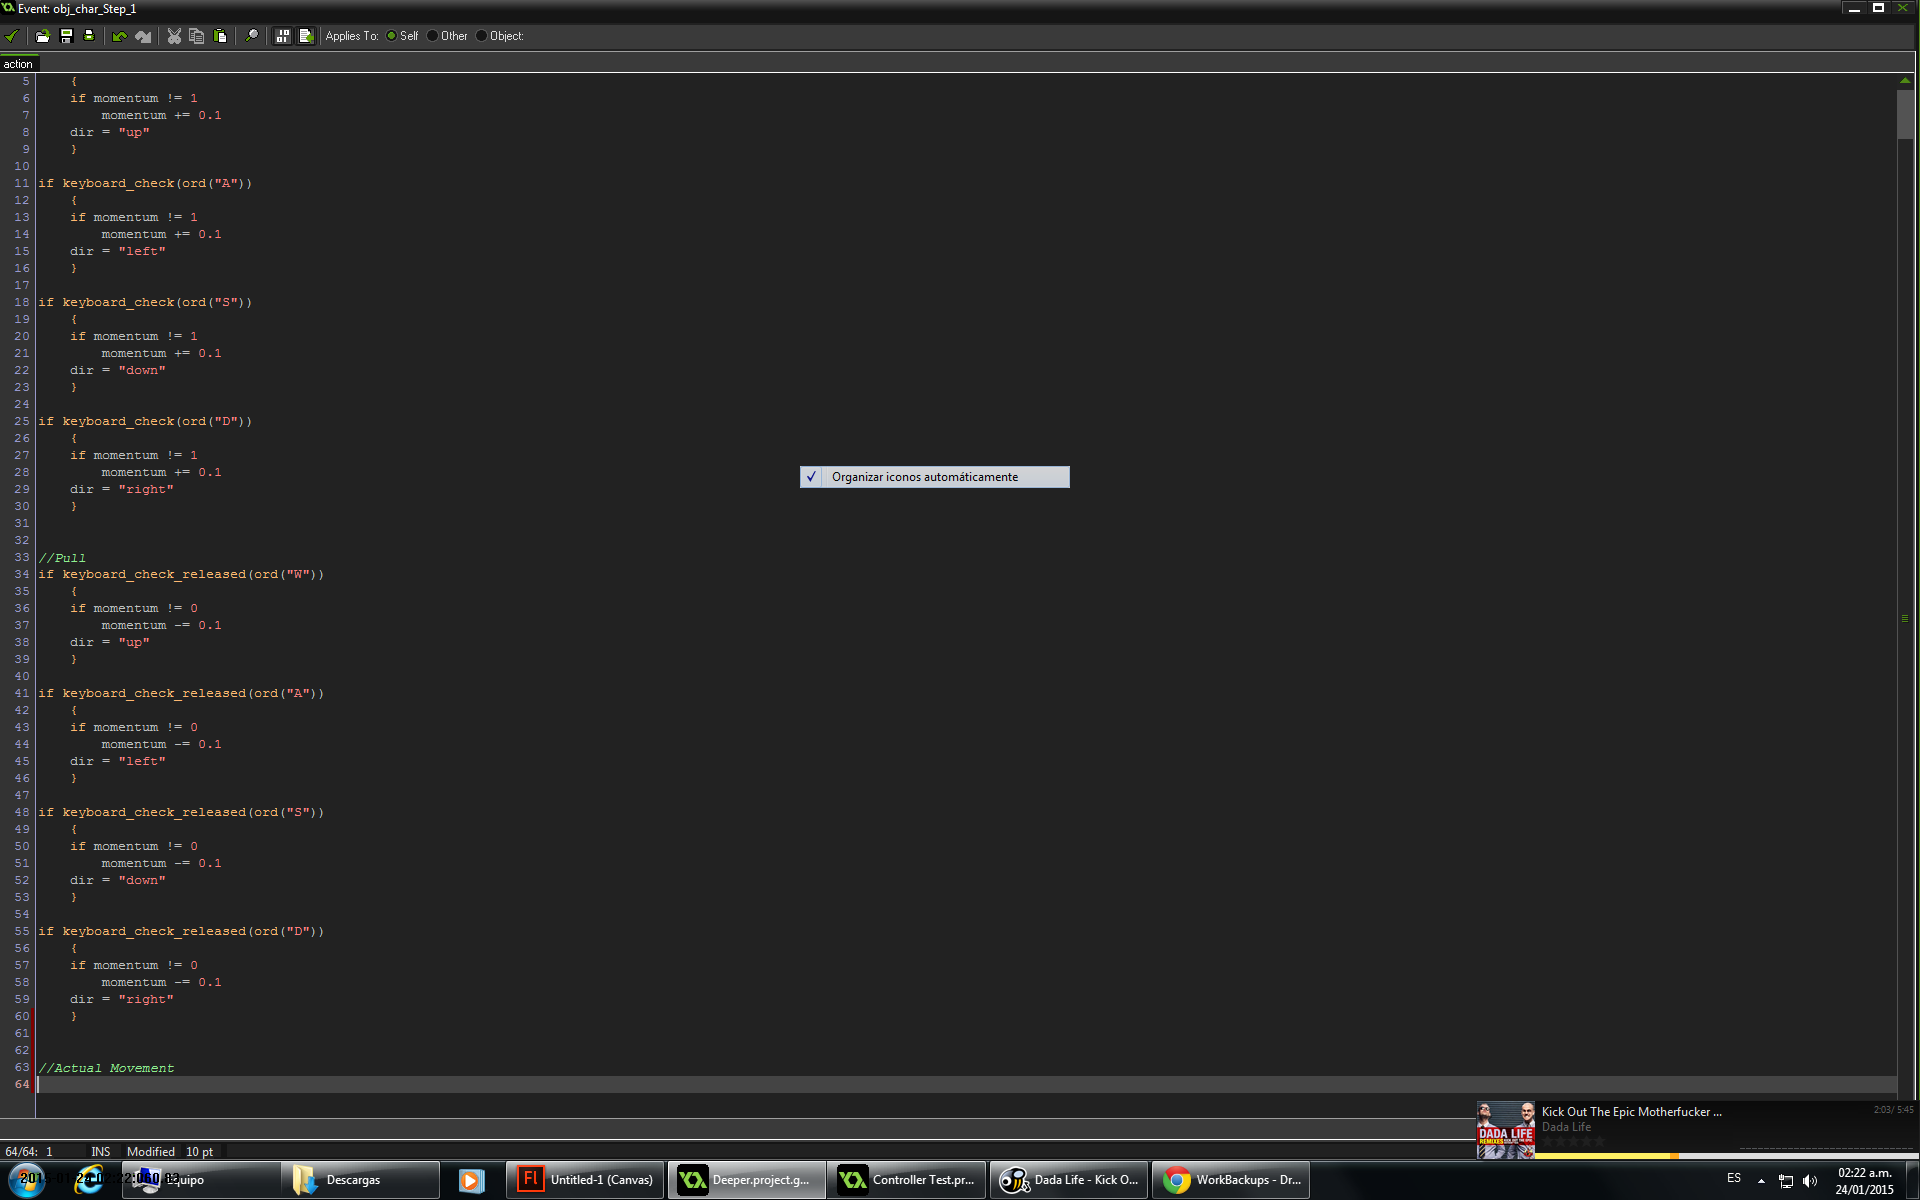 Event: obj_char_Step_1
Applies To: Self Other Object:
action
5 {
6 if momentum != 1
7 momentum += 0.1
8 dir = "up"
9 }
10
11 if keyboard_check(ord("A"))
12 {
13 if momentum != 1
14 momentum += 0.1
15 dir = "left"
16 }
17
18 if keyboard_check(ord("S"))
19 {
20 if momentum != 1
21 momentum += 0.1
22 dir = "down"
23 }
24
25 if keyboard_check(ord("D"))
26 {
27 if momentum != 1
28 momentum += 0.1
29 dir = "right"
30 }
31
32
33 //Pull
34 if keyboard_check_released(ord("W"))
35 {
36 if momentum != 0
37 momentum -= 0.1
38 dir = "up"
39 }
40
41 if keyboard_check_released(ord("A"))
42 {
43 if momentum != 0
44 momentum -= 0.1
45 dir = "left"
46 }
47
48 if keyboard_check_released(ord("S"))
49 {
50 if momentum != 0
51 momentum -= 0.1
52 dir = "down"
53 }
54
55 if keyboard_check_released(ord("D"))
56 {
57 if momentum != 0
58 momentum -= 0.1
59 dir = "right"
60 }
61
62
63 //Actual Movement
64
Organizar iconos automáticamente
Kick Out The Epic Motherfucker ...
2:03/ 5:45
Dada Life
DADA LIFE
64/64: 1 INS Modified 10 pt
Descargas
Fl Untitled-1 (Canvas)
Deeper.project.g...
Controller Test.pr...
Dada Life - Kick O...
WorkBackups - Dr...
ES
02:22 a.m.
24/01/2015